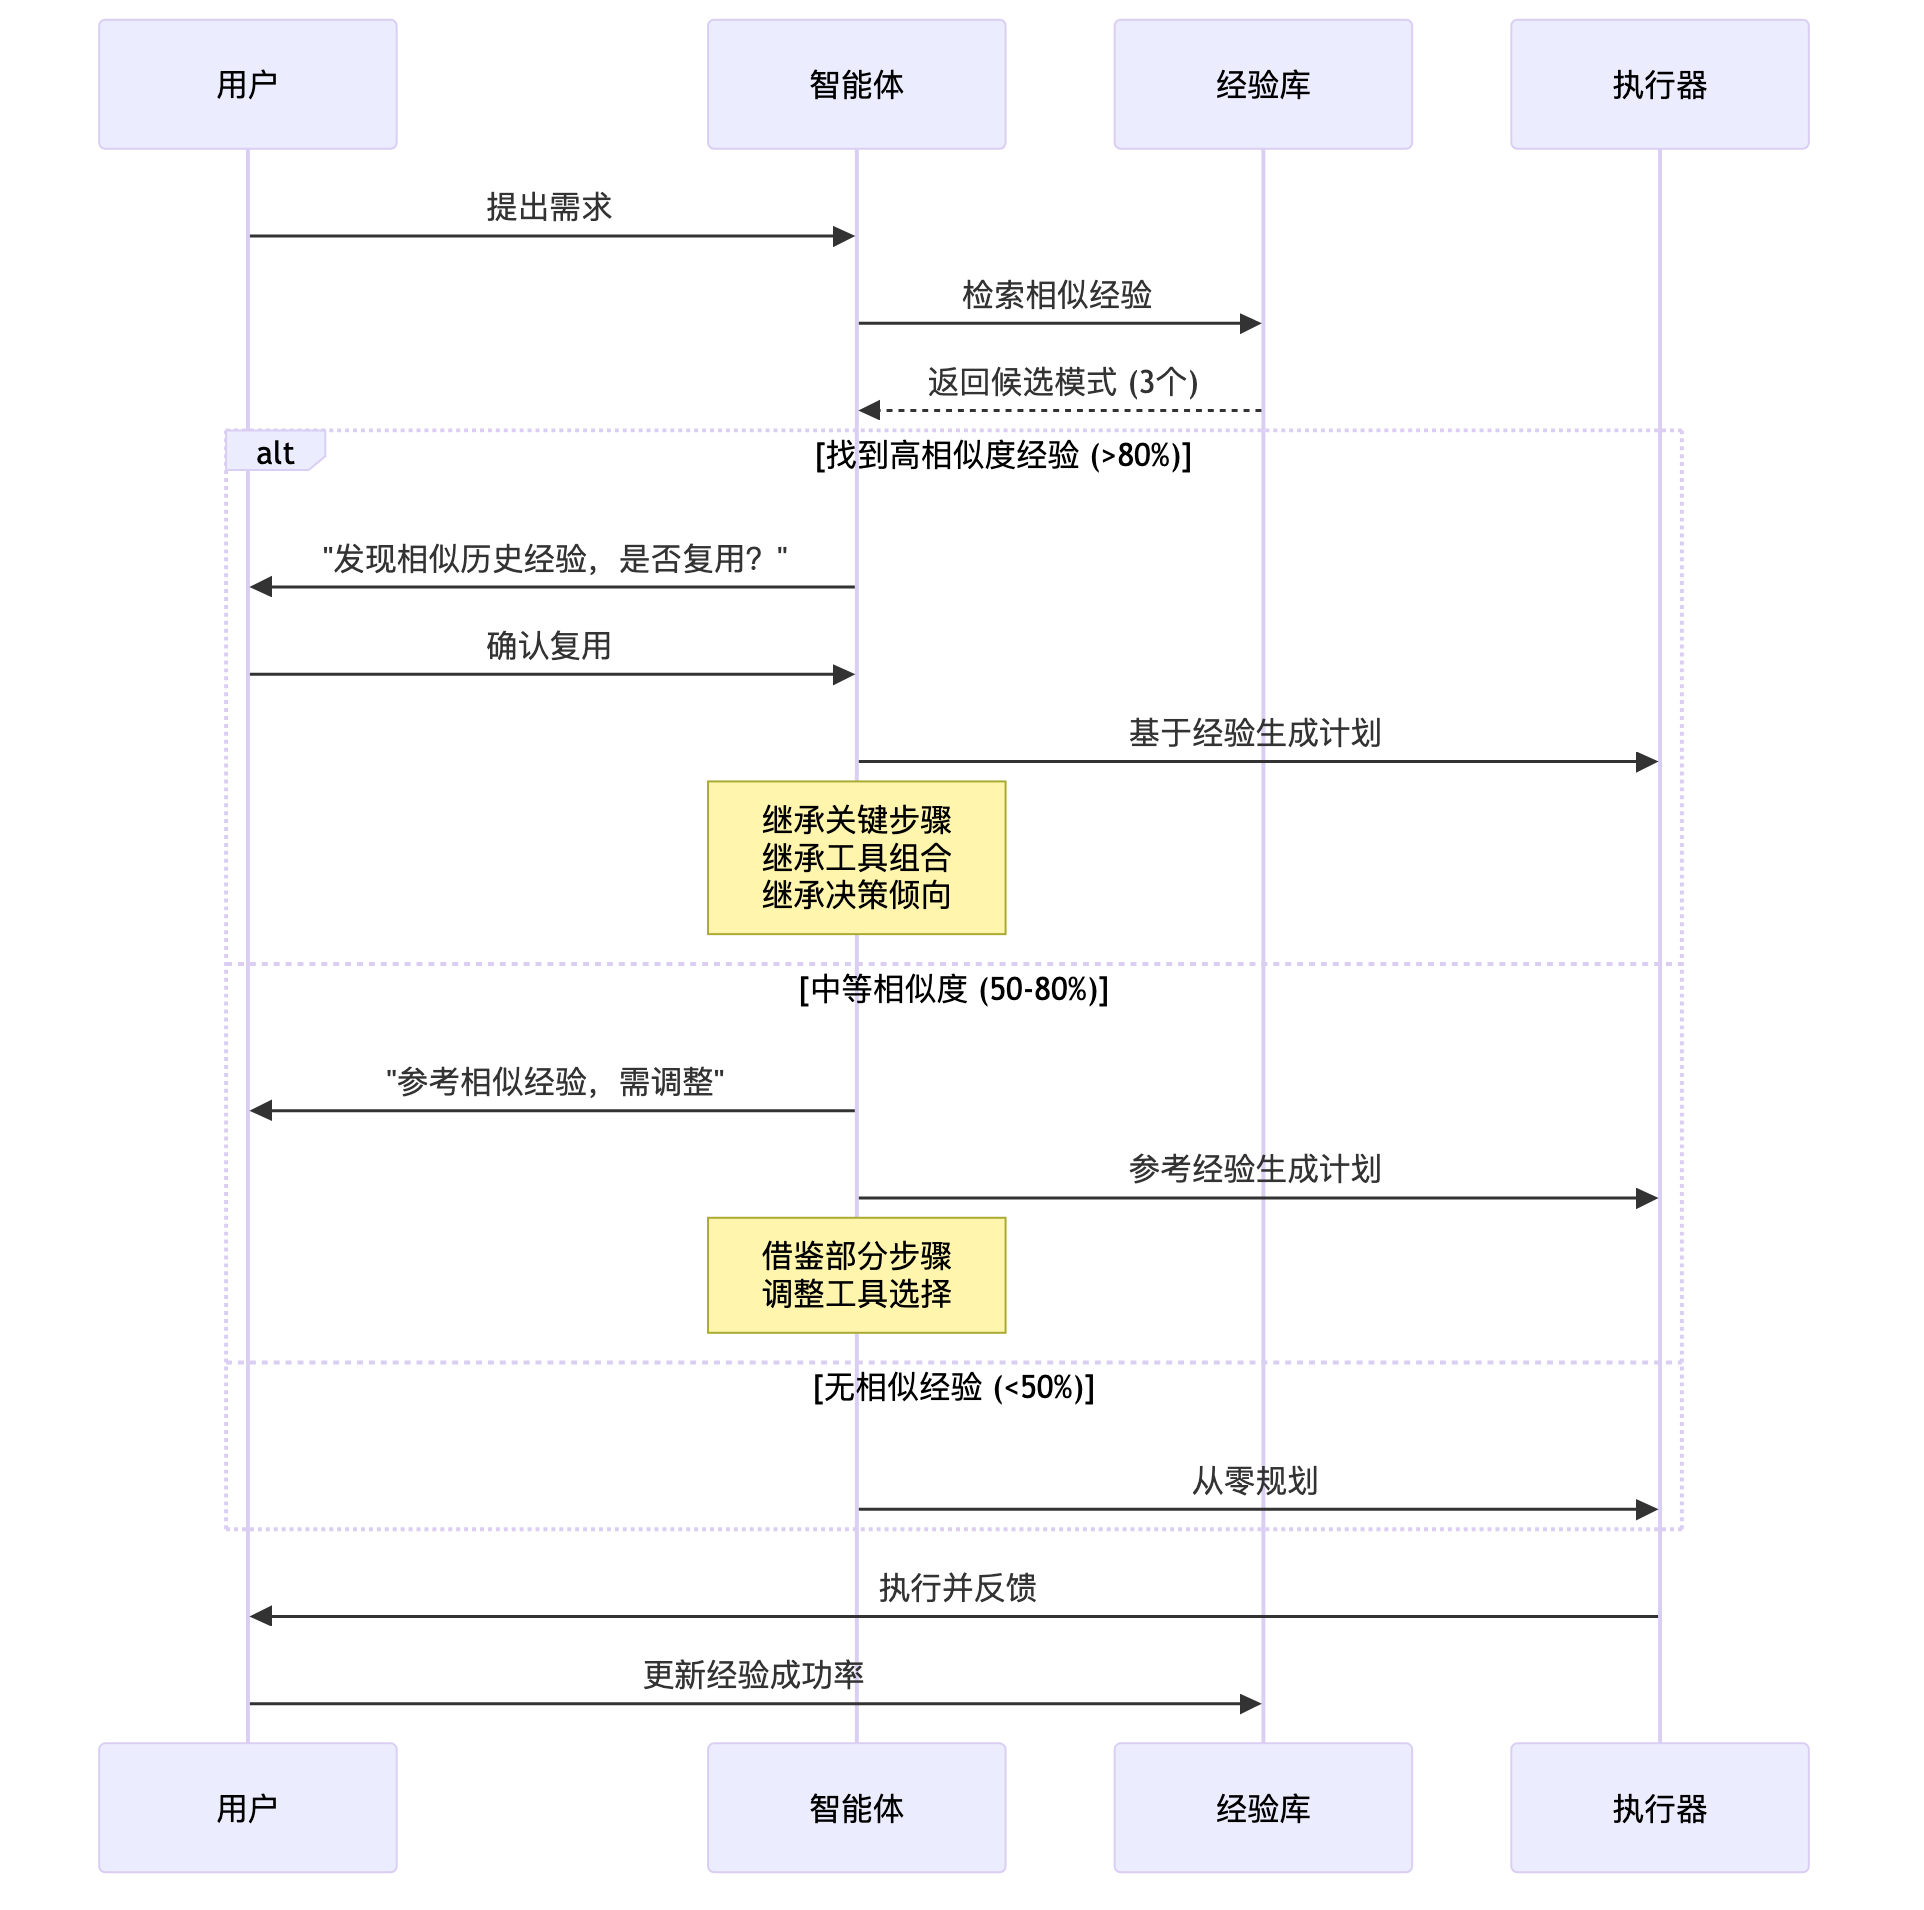 用户
智能体
经验库
执行器
提出需求
检索相似经验
返回候选模式 (3个)
alt
[找到高相似度经验 (>80%)]
"发现相似历史经验，是否复用？"
确认复用
基于经验生成计划
继承关键步骤
继承工具组合
继承决策倾向
[中等相似度 (50-80%)]
"参考相似经验，需调整"
参考经验生成计划
借鉴部分步骤
调整工具选择
[无相似经验 (<50%)]
从零规划
执行并反馈
更新经验成功率
用户
智能体
经验库
执行器